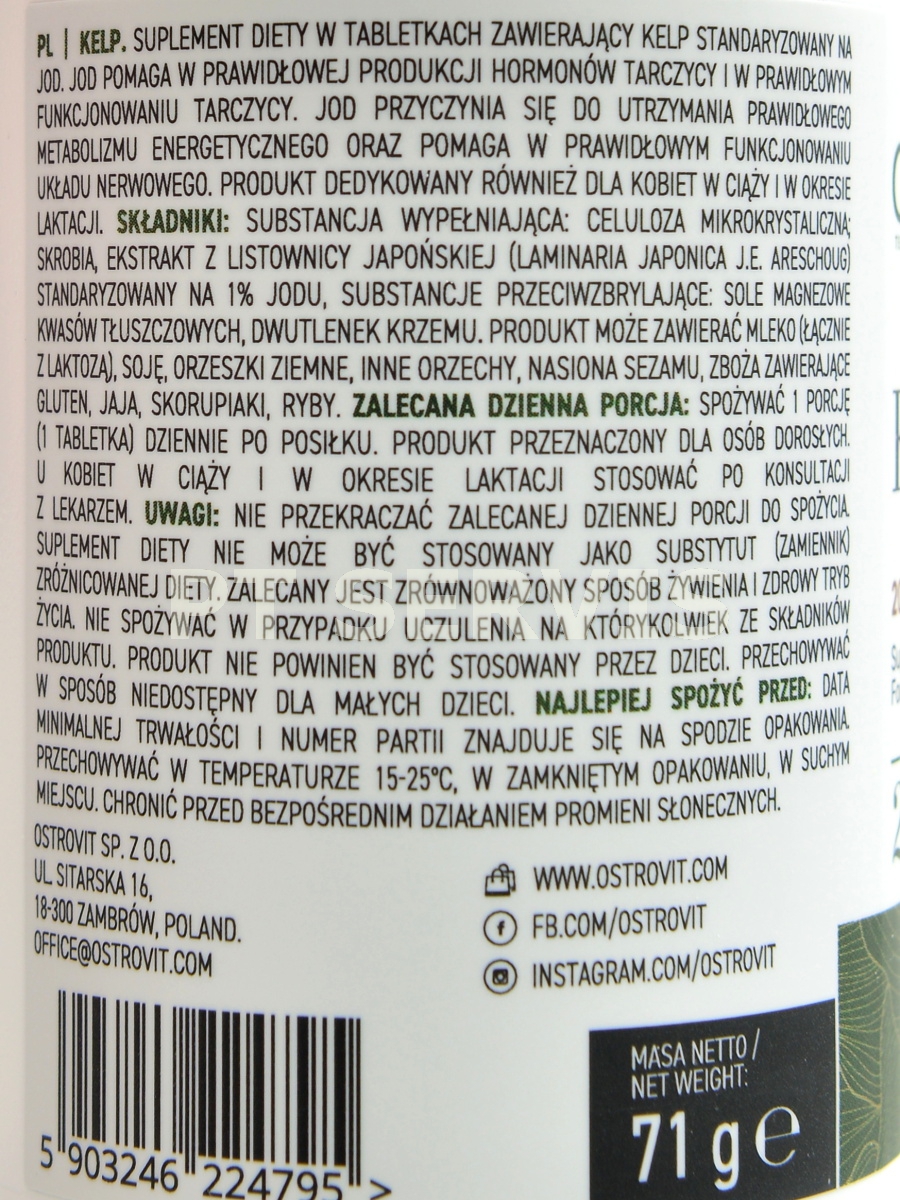 PL | KELP. SUPLEMENT DIETY W TABLETKACH ZAWIERAJĄCY KELP STANDARYZOWANY NA
JOD. JOD POMAGA W PRAWIDŁOWEJ PRODUKCJI HORMONÓW TARCZYCY I W PRAWIDŁOWYM
FUNKCJONOWANIU TARCZYCY. JOD PRZYCZYNIA SIĘ DO UTRZYMANIA PRAWIDŁOWEGO
METABOLIZMU ENERGETYCZNEGO ORAZ POMAGA W PRAWIDŁOWYM FUNKCJONOWANIU
UKŁADU NERWOWEGO. PRODUKT DEDYKOWANY RÓWNIEŻ DLA KOBIET W CIĄŻY I W OKRESIE
LAKTACJI. SKŁADNIKI: SUBSTANCJA WYPEŁNIAJĄCA: CELULOZA MIKROKRYSTALICZNA;
SKROBIA, EKSTRAKT Z LISTOWNICY JAPOŃSKIEJ (LAMINARIA JAPONICA J.E. ARESCHOUG)
STANDARYZOWANY NA 1% JODU, SUBSTANCJE PRZECIWZBRYLAJĄCE: SOLE MAGNEZOWE
KWASÓW TŁUSZCZOWYCH, DWUTLENEK KRZEMU. PRODUKT MOŻE ZAWIERAĆ MLEKO (ŁĄCZNIE
Z LAKTOZĄ), SOJĘ, ORZESZKI ZIEMNE, INNE ORZECHY, NASIONA SEZAMU, ZBOŻA ZAWIERAJĄCE
GLUTEN, JAJA, SKORUPIAKI, RYBY. ZALECANA DZIENNA PORCJA: SPOŻYWAĆ 1 PORCJĘ
(1 TABLETKA) DZIENNIE PO POSIŁKU. PRODUKT PRZEZNACZONY DLA OSÓB DOROSŁYCH.
U KOBIET W CIĄŻY I W OKRESIE LAKTACJI STOSOWAĆ PO KONSULTACJI
Z LEKARZEM. UWAGI: NIE PRZEKRACZAĆ ZALECANEJ DZIENNEJ PORCJI DO SPOŻYCIA.
SUPLEMENT DIETY NIE MOŻE BYĆ STOSOWANY JAKO SUBSTYTUT (ZAMIENNIK)
ZRÓŻNICOWANEJ DIETY. ZALECANY JEST ZRÓWNOWAŻONY SPOSÓB ŻYWIENIA I ZDROWY TRYB
ŻYCIA. NIE SPOŻYWAĆ W PRZYPADKU UCZULENIA NA KTÓRYKOLWIEK ZE SKŁADNIKÓW
PRODUKTU. PRODUKT NIE POWINIEN BYĆ STOSOWANY PRZEZ DZIECI. PRZECHOWYWAĆ
W SPOSÓB NIEDOSTĘPNY DLA MAŁYCH DZIECI. NAJLEPIEJ SPOŻYĆ PRZED: DATA
MINIMALNEJ TRWAŁOŚCI I NUMER PARTII ZNAJDUJE SIĘ NA SPODZIE OPAKOWANIA.
PRZECHOWYWAĆ W TEMPERATURZE 15-25°C, W ZAMKNIĘTYM OPAKOWANIU, W SUCHYM
MIEJSCU. CHRONIĆ PRZED BEZPOŚREDNIM DZIAŁANIEM PROMIENI SŁONECZNYCH.
OSTROVIT SP. Z O.O.
UL. SITARSKA 16,
18-300 ZAMBRÓW, POLAND.
OFFICE@OSTROVIT.COM
WWW.OSTROVIT.COM
FB.COM/OSTROVIT
INSTAGRAM.COM/OSTROVIT
MASA NETTO /
NET WEIGHT:
71 g ℮
5 903246 224795 >
PT SERVIS